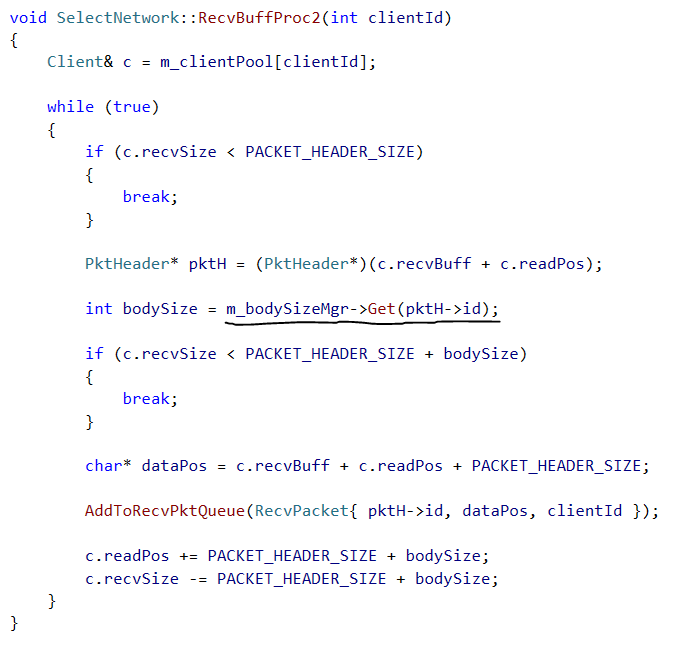 void SelectNetwork::RecvBuffProc2(int clientId)
{
    Client& c = m_clientPool[clientId];

    while (true)
    {
        if (c.recvSize < PACKET_HEADER_SIZE)
        {
            break;
        }

        PktHeader* pktH = (PktHeader*)(c.recvBuff + c.readPos);

        int bodySize = m_bodySizeMgr->Get(pktH->id);

        if (c.recvSize < PACKET_HEADER_SIZE + bodySize)
        {
            break;
        }

        char* dataPos = c.recvBuff + c.readPos + PACKET_HEADER_SIZE;

        AddToRecvPktQueue(RecvPacket{ pktH->id, dataPos, clientId });

        c.readPos += PACKET_HEADER_SIZE + bodySize;
        c.recvSize -= PACKET_HEADER_SIZE + bodySize;
    }
}